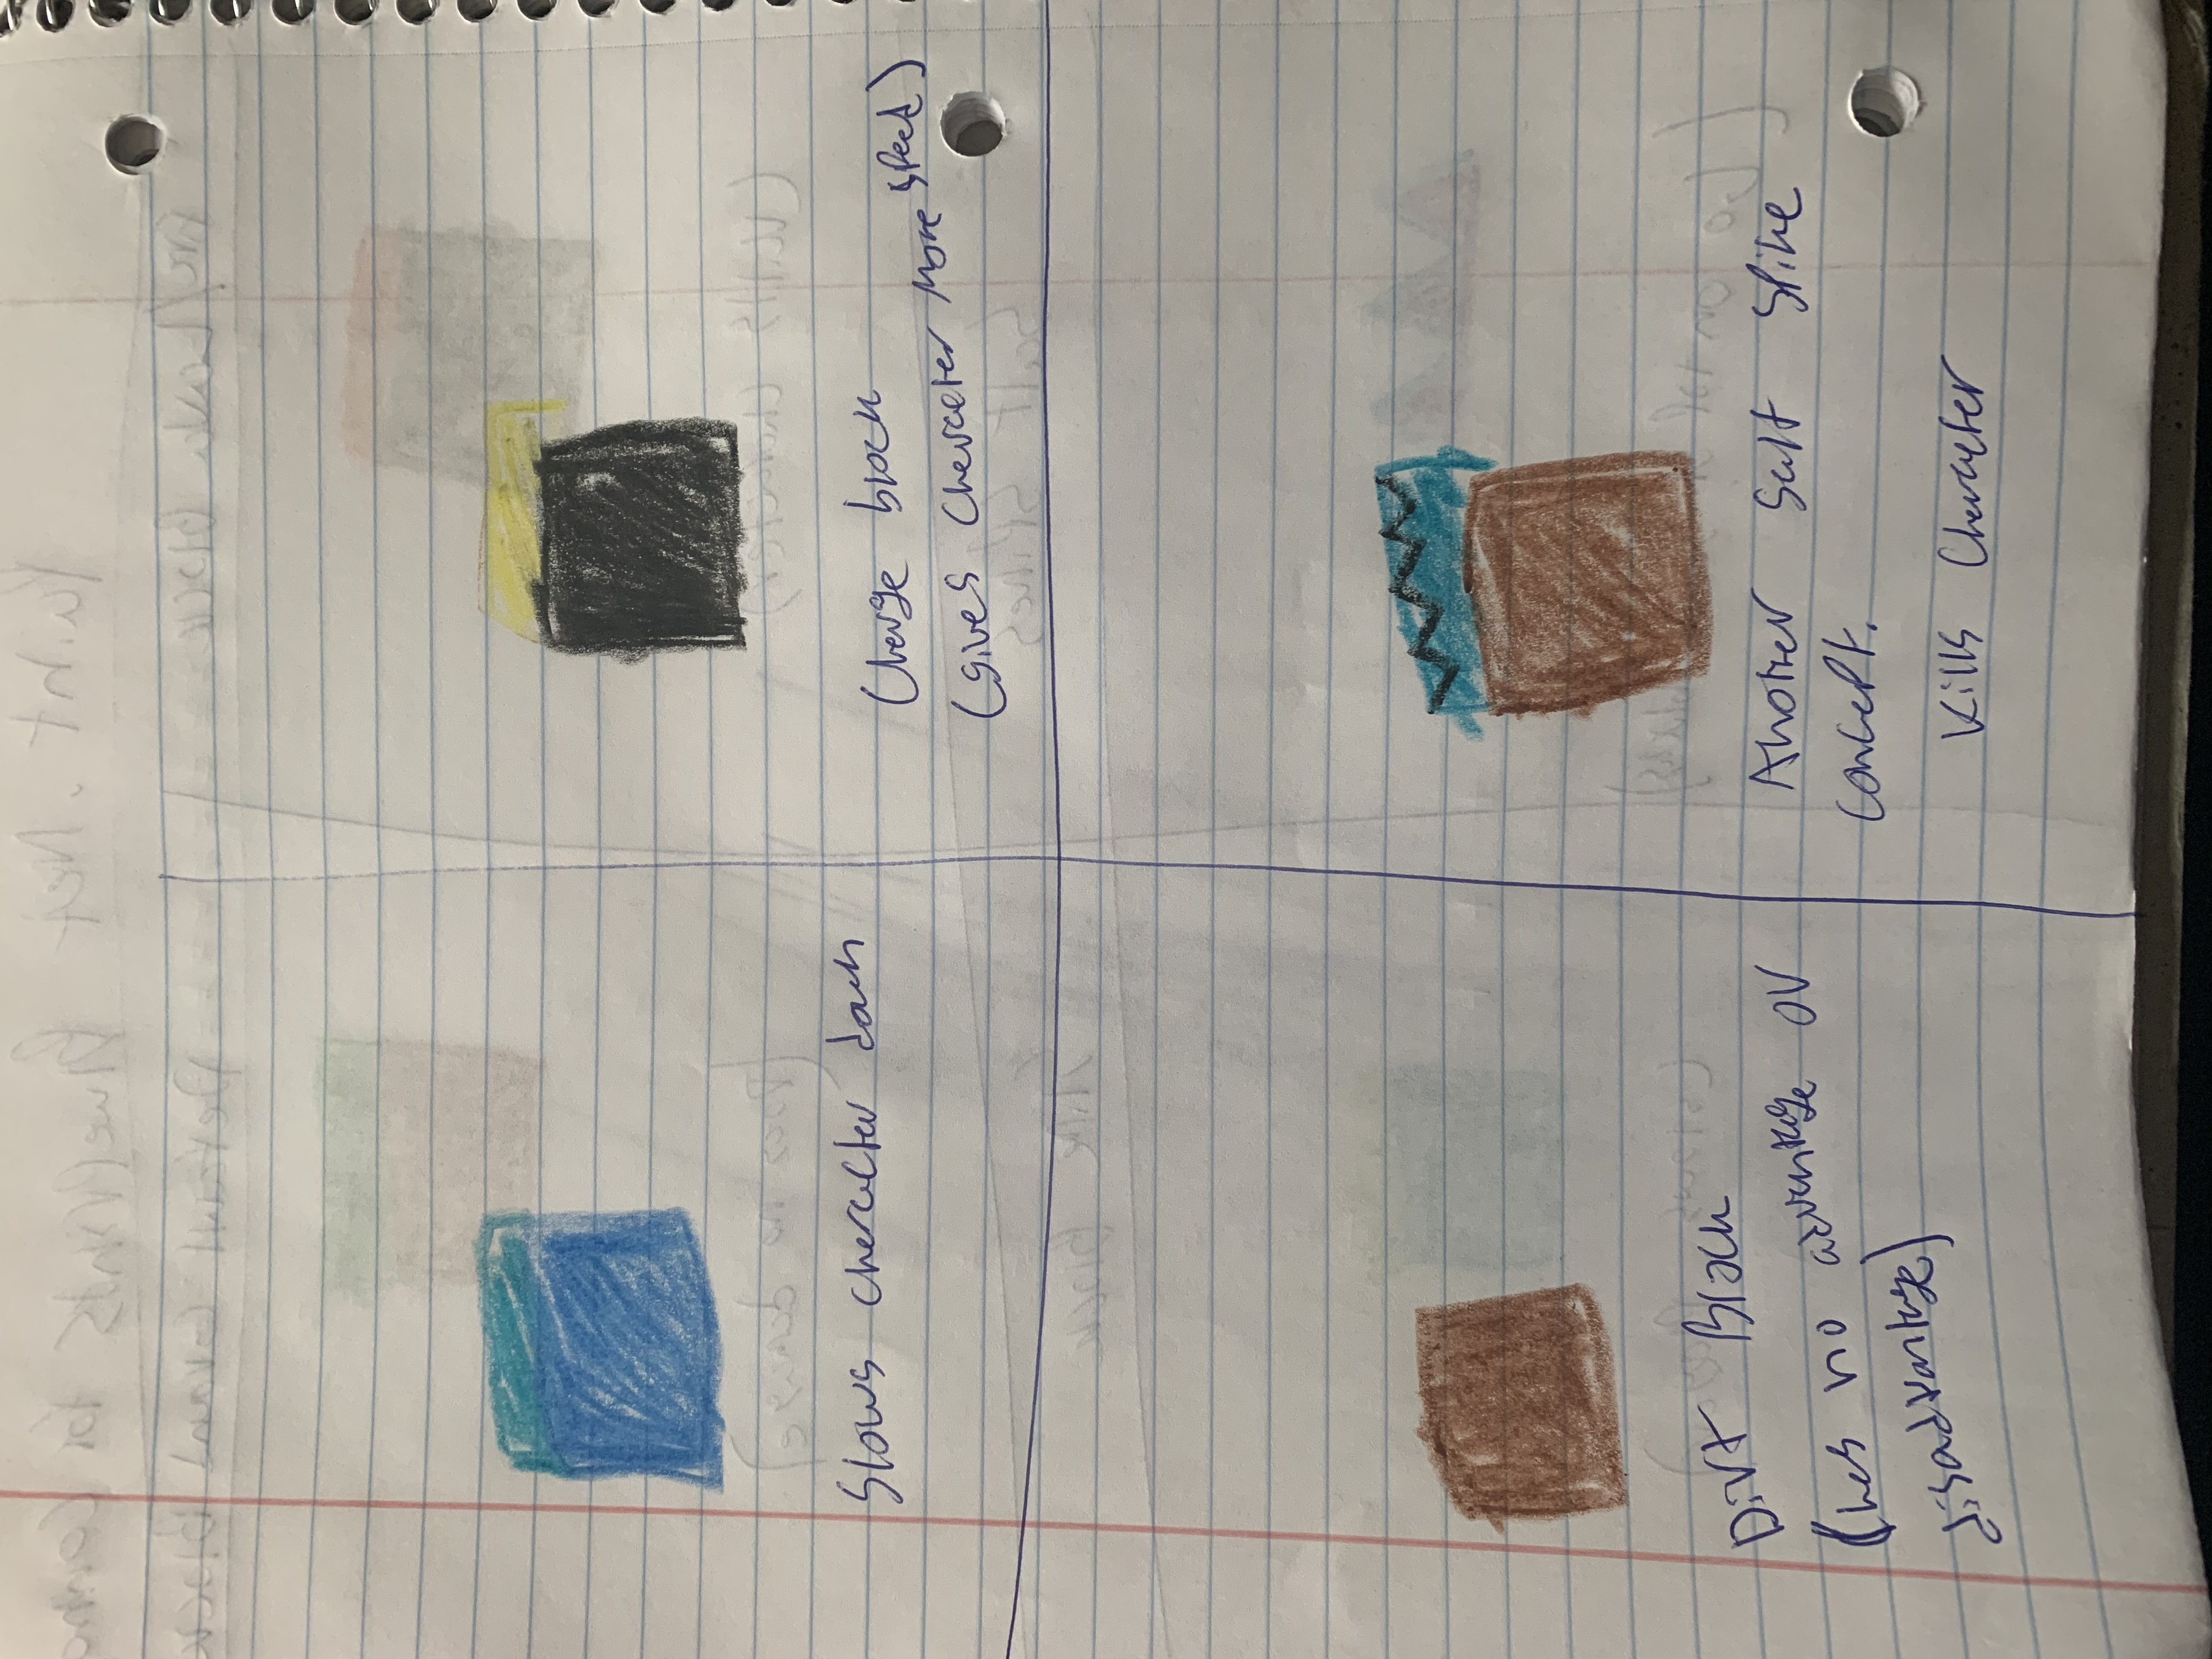 Slows character down
Charge block
(gives Character More speed)
Dirt Block
(has no advantage or
disadvantage)
Another Salt Spike
concept.
Kills Character